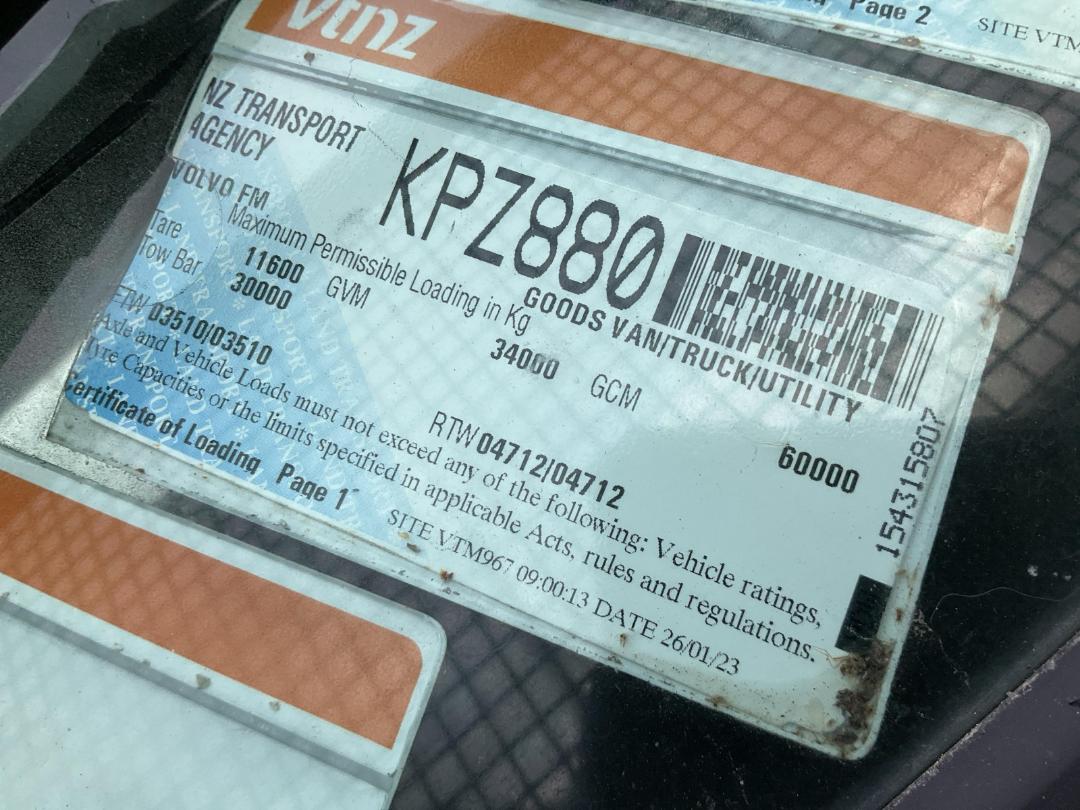 Page 2
SITE VTM
vtnz
NZ TRANSPORT
AGENCY
KPZ880
VOLVO FM
GOODS VAN/TRUCK/UTILITY
Maximum Permissible Loading in Kg
Tare 11600 GVM 34000 GCM 60000
Tow Bar 30000
FTW 03510/03510 RTW 04712/04712
Axle and Vehicle Loads must not exceed any of the following: Vehicle ratings,
Tyre Capacities or the limits specified in applicable Acts, rules and regulations.
Certificate of Loading Page 1
SITE VTM967 09:00:13 DATE 26/01/23
154315807